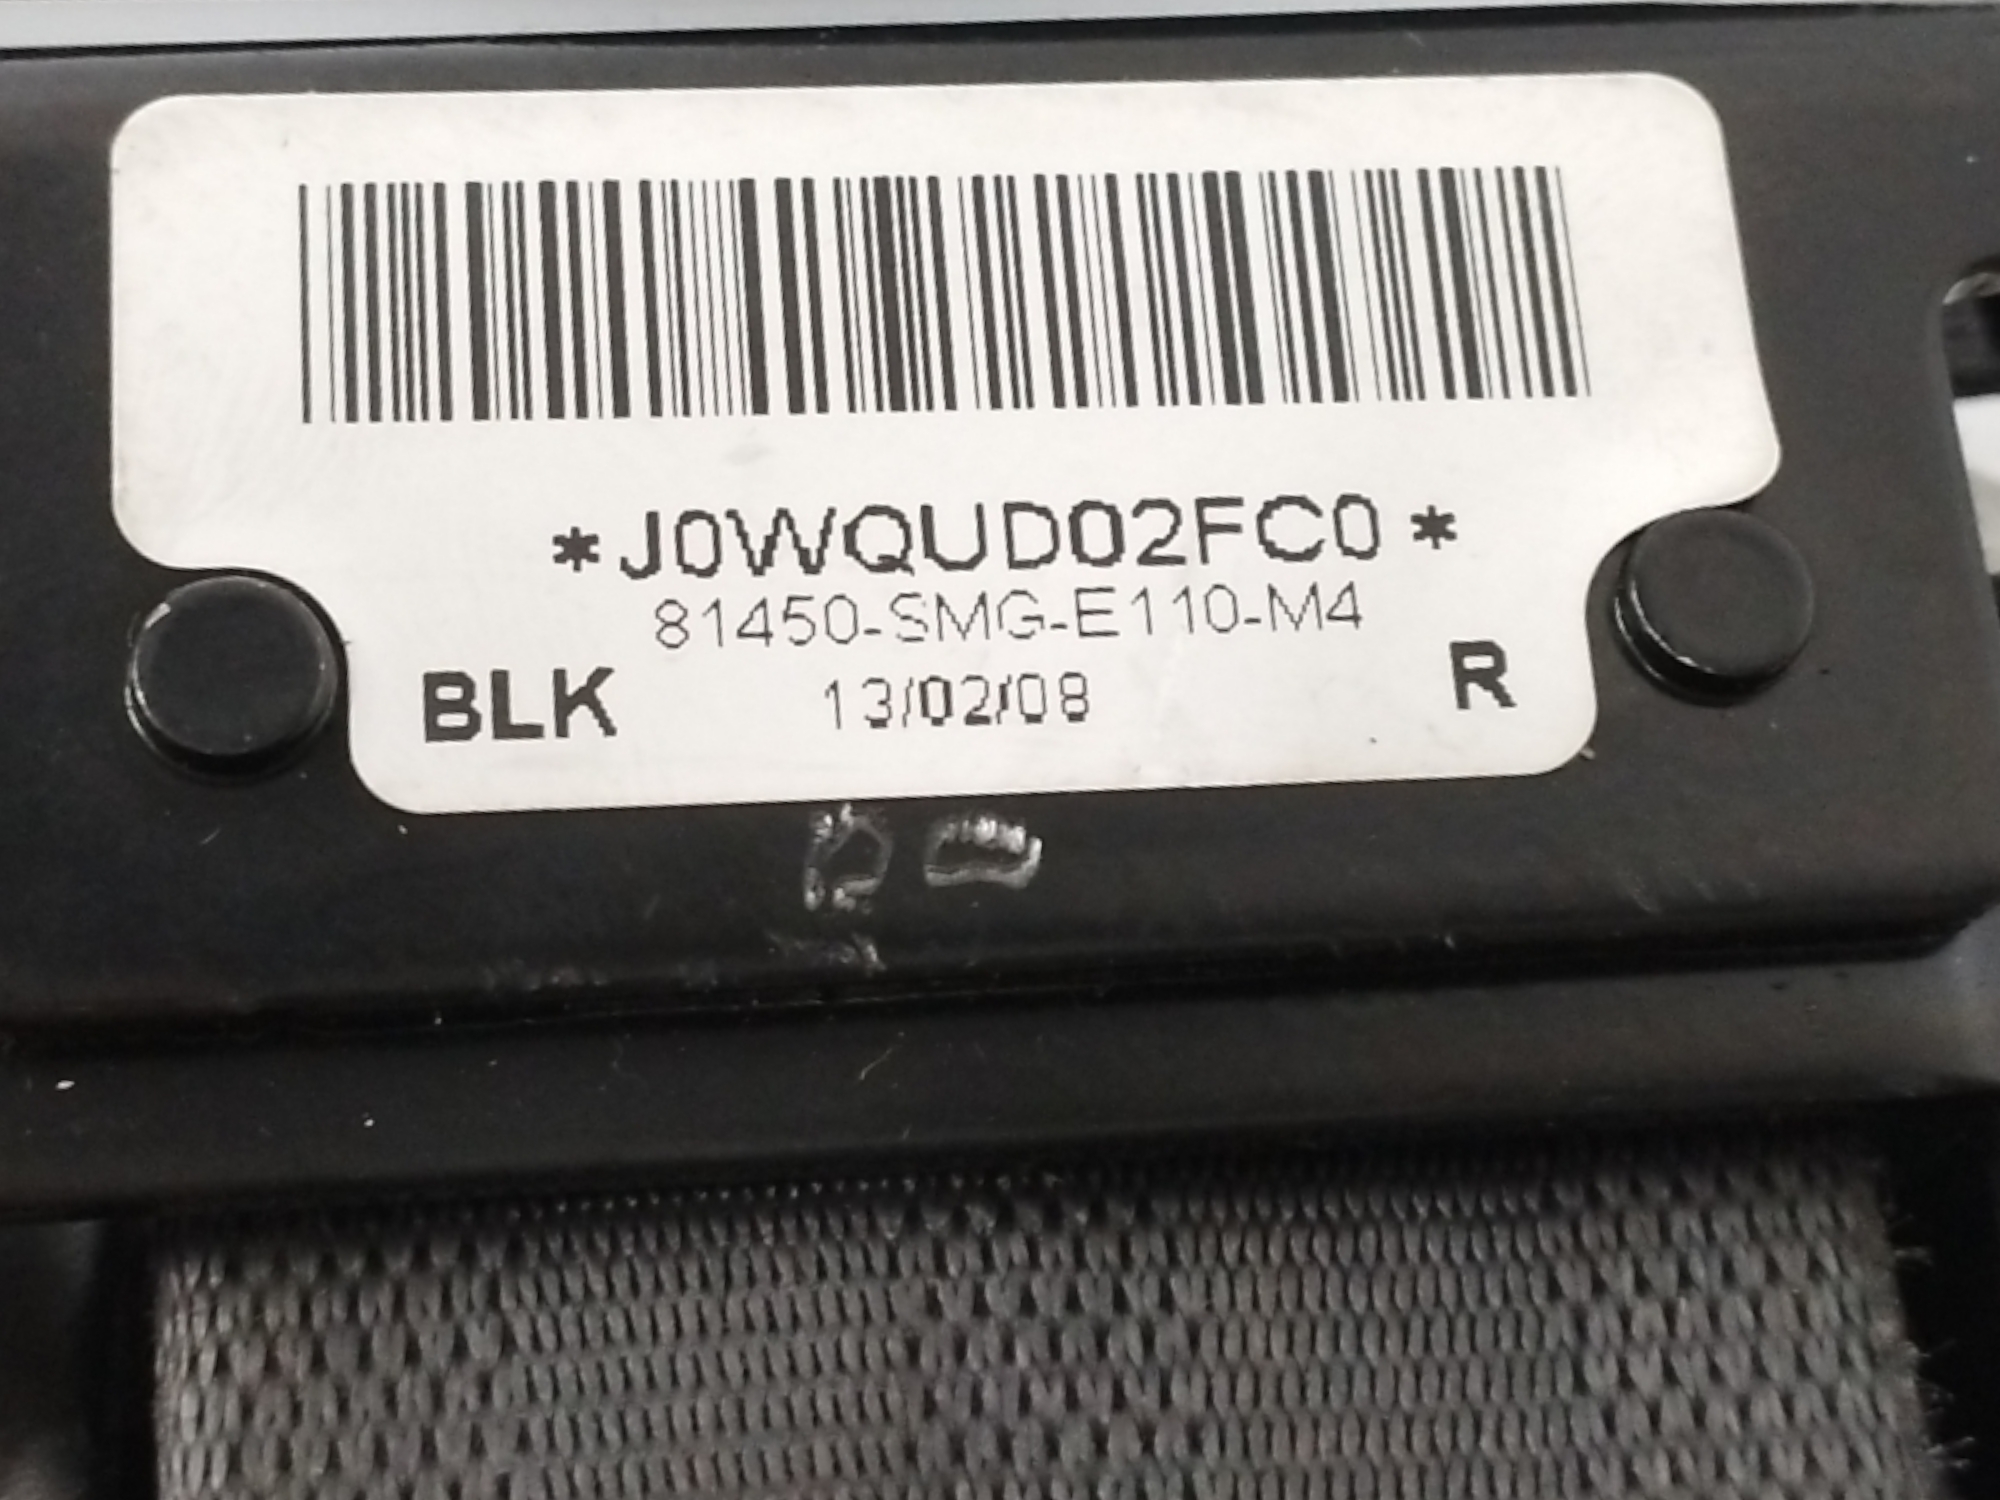 *J0WQUD02FC0*
81450-SMG-E110-M4
BLK 13/02/08 R